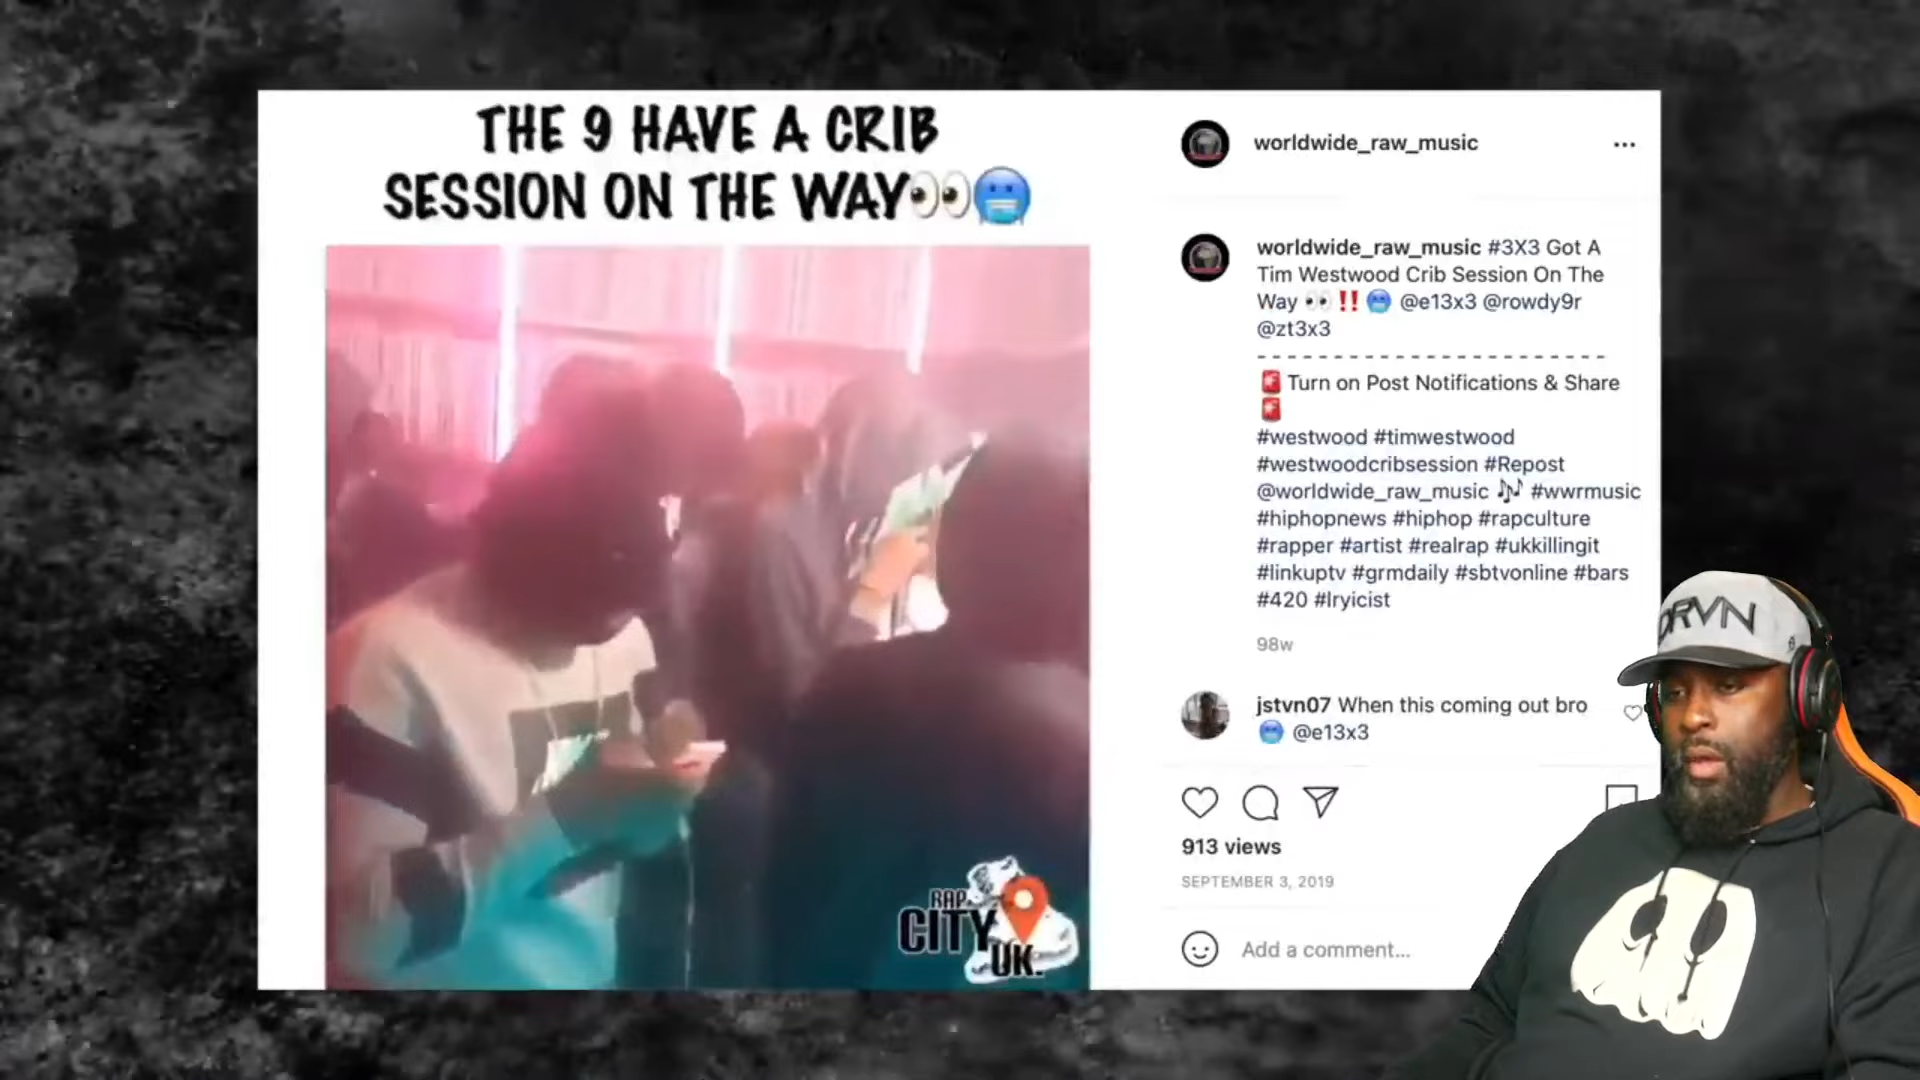 THE 9 HAVE A CRIB
SESSION ON THE WAY👀🥶
worldwide_raw_music
worldwide_raw_music #3X3 Got A
Tim Westwood Crib Session On The
Way 👀 ‼️ 🥶 @e13x3 @rowdy9r
@zt3x3
- - - - - - - - - - - - - - - - - - - - - - - - -
🚨 Turn on Post Notifications & Share
🚨
#westwood #timwestwood
#westwoodcribsession #Repost
@worldwide_raw_music 🎶 #wwrmusic
#hiphopnews #hiphop #rapculture
#rapper #artist #realrap #ukkillingit
#linkuptv #grmdaily #sbtvonline #bars
#420 #lryicist
98w
jstvn07 When this coming out bro
🥶 @e13x3
913 views
SEPTEMBER 3, 2019
Add a comment...
RAP
CITY
UK.
DRVN